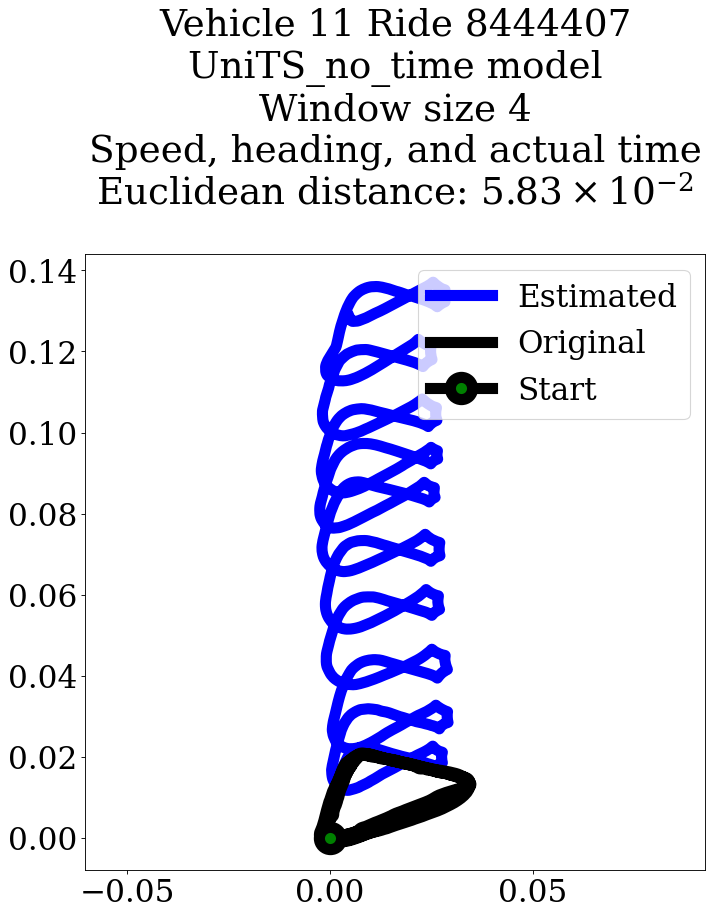 Vehicle 11 Ride 8444407
UniTS_no_time model
Window size 4
Speed, heading, and actual time
Euclidean distance: 5.83 × 10⁻²
0.14
0.12
0.10
0.08
0.06
0.04
0.02
0.00
−0.05
0.00
0.05
Estimated
Original
Start